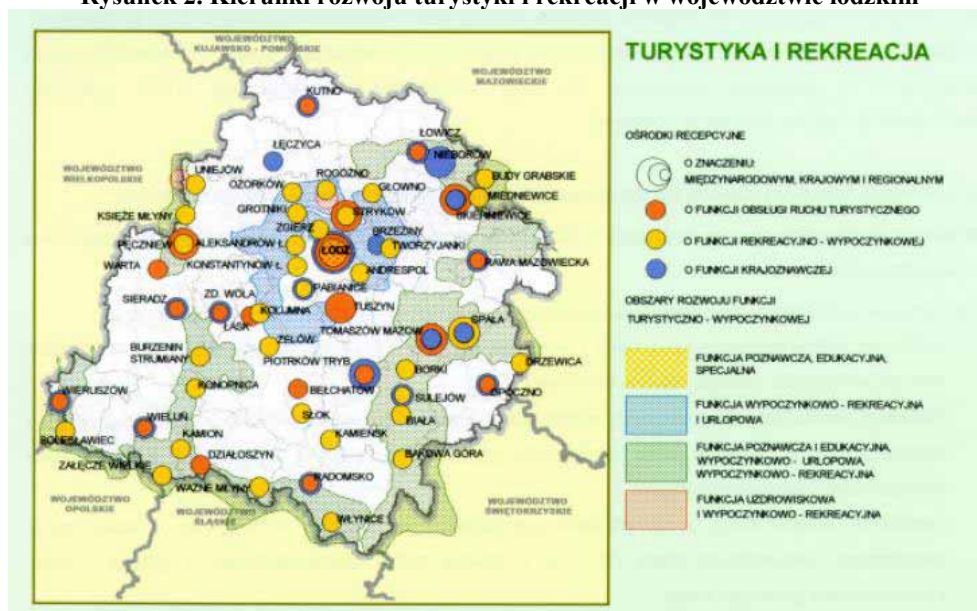 Rysunek 2. Kierunki rozwoju turystyki i rekreacji w województwie łódzkim
WOJEWÓDZTWO
KUJAWSKO - POMORSKIE
WOJEWÓDZTWO
MAZOWIECKIE
KUTNO
ŁOWICZ
ŁĘCZYCA
NIEBORÓW
WOJEWÓDZTWO
WIELKOPOLSKIE
UNIEJÓW
ROGÓŹNO
BUDY GRABSKIE
OZORKÓW
GŁOWNO
MIEDNIEWICE
KSIĘŻE MŁYNY
GROTNIKI
STRYKÓW
SKIERNIEWICE
ZGIERZ
BRZEZINY
PĘCZNIEW
ALEKSANDRÓW Ł.
ŁÓDŹ
TWORZYJANKI
WARTA
KONSTANTYNÓW Ł.
ANDRESPOL
RAWA MAZOWIECKA
PABIANICE
SIERADZ
ZD. WOLA
KOLUMNA
TUSZYN
ŁASK
TOMASZÓW MAZOW.
SPAŁA
BURZENIN
STRUMIANY
ZELÓW
PIOTRKÓW TRYB.
BORKI
DRZEWICA
WIERUSZÓW
KONOPNICA
BEŁCHATÓW
SULEJÓW
OPOCZNO
WIELUŃ
SŁOK
BIAŁA
BOLESŁAWIEC
KAMION
KAMIEŃSK
BĄKOWA GÓRA
ZAŁĘCZE WIELKIE
DZIAŁOSZYN
WAŻNE MŁYNY
RADOMSKO
WOJEWÓDZTWO
OPOLSKIE
WOJEWÓDZTWO
ŚLĄSKIE
WŁYNICE
WOJEWÓDZTWO
ŚWIĘTOKRZYSKIE
TURYSTYKA I REKREACJA
OŚRODKI RECEPCYJNE
O ZNACZENIU:
MIĘDZYNARODOWYM, KRAJOWYM I REGIONALNYM
O FUNKCJI OBSŁUGI RUCHU TURYSTYCZNEGO
O FUNKCJI REKREACYJNO - WYPOCZYNKOWEJ
O FUNKCJI KRAJOZNAWCZEJ
OBSZARY ROZWOJU FUNKCJI
TURYSTYCZNO - WYPOCZYNKOWEJ
FUNKCJA POZNAWCZA, EDUKACYJNA,
SPECJALNA
FUNKCJA WYPOCZYNKOWO - REKREACYJNA
I URLOPOWA
FUNKCJA POZNAWCZA I EDUKACYJNA,
WYPOCZYNKOWO - URLOPOWA,
WYPOCZYNKOWO - REKREACYJNA
FUNKCJA UZDROWISKOWA
I WYPOCZYNKOWO - REKREACYJNA